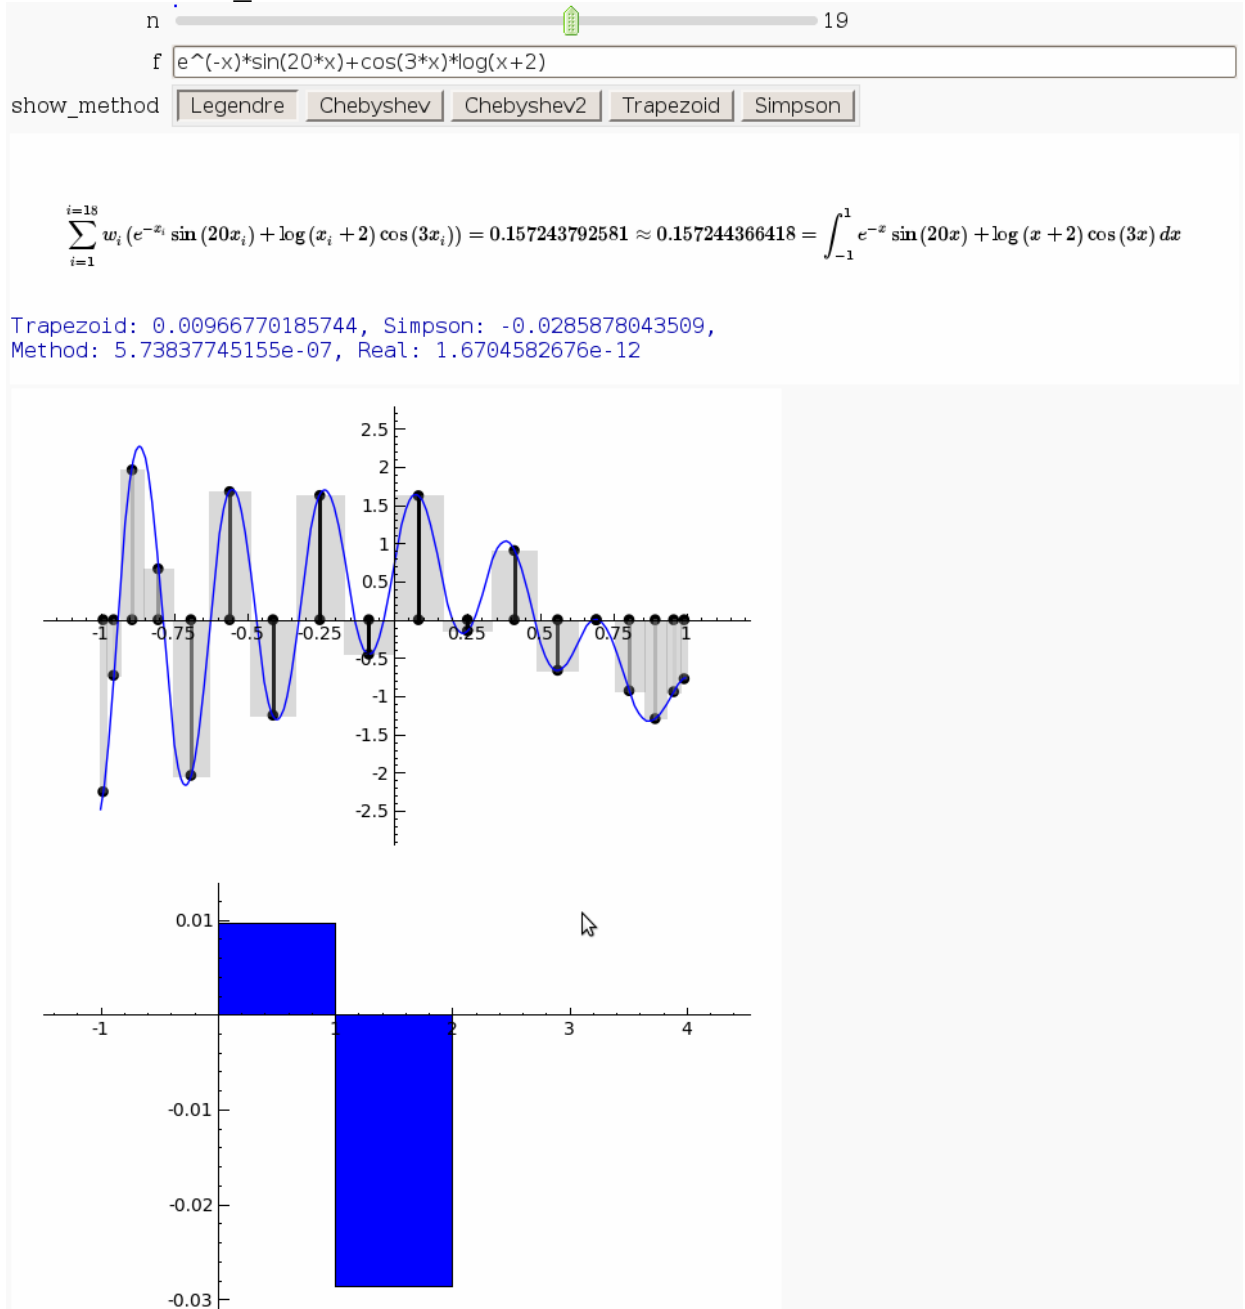 n 19
f e^(-x)*sin(20*x)+cos(3*x)*log(x+2)
show_method Legendre Chebyshev Chebyshev2 Trapezoid Simpson
∑_{i=1}^{i=18} w_i (e^{-x_i} sin (20x_i) + log (x_i + 2) cos (3x_i)) = 0.157243792581 ≈ 0.157244366418 = ∫_{-1}^{1} e^{-x} sin (20x) + log (x + 2) cos (3x) dx
Trapezoid: 0.00966770185744, Simpson: -0.0285878043509,
Method: 5.73837745155e-07, Real: 1.6704582676e-12
2.5
2
1.5
1
0.5
-1 -0.75 -0.5 -0.25 0.25 0.5 0.75 1
-0.5
-1
-1.5
-2
-2.5
0.01
-1 1 2 3 4
-0.01
-0.02
-0.03